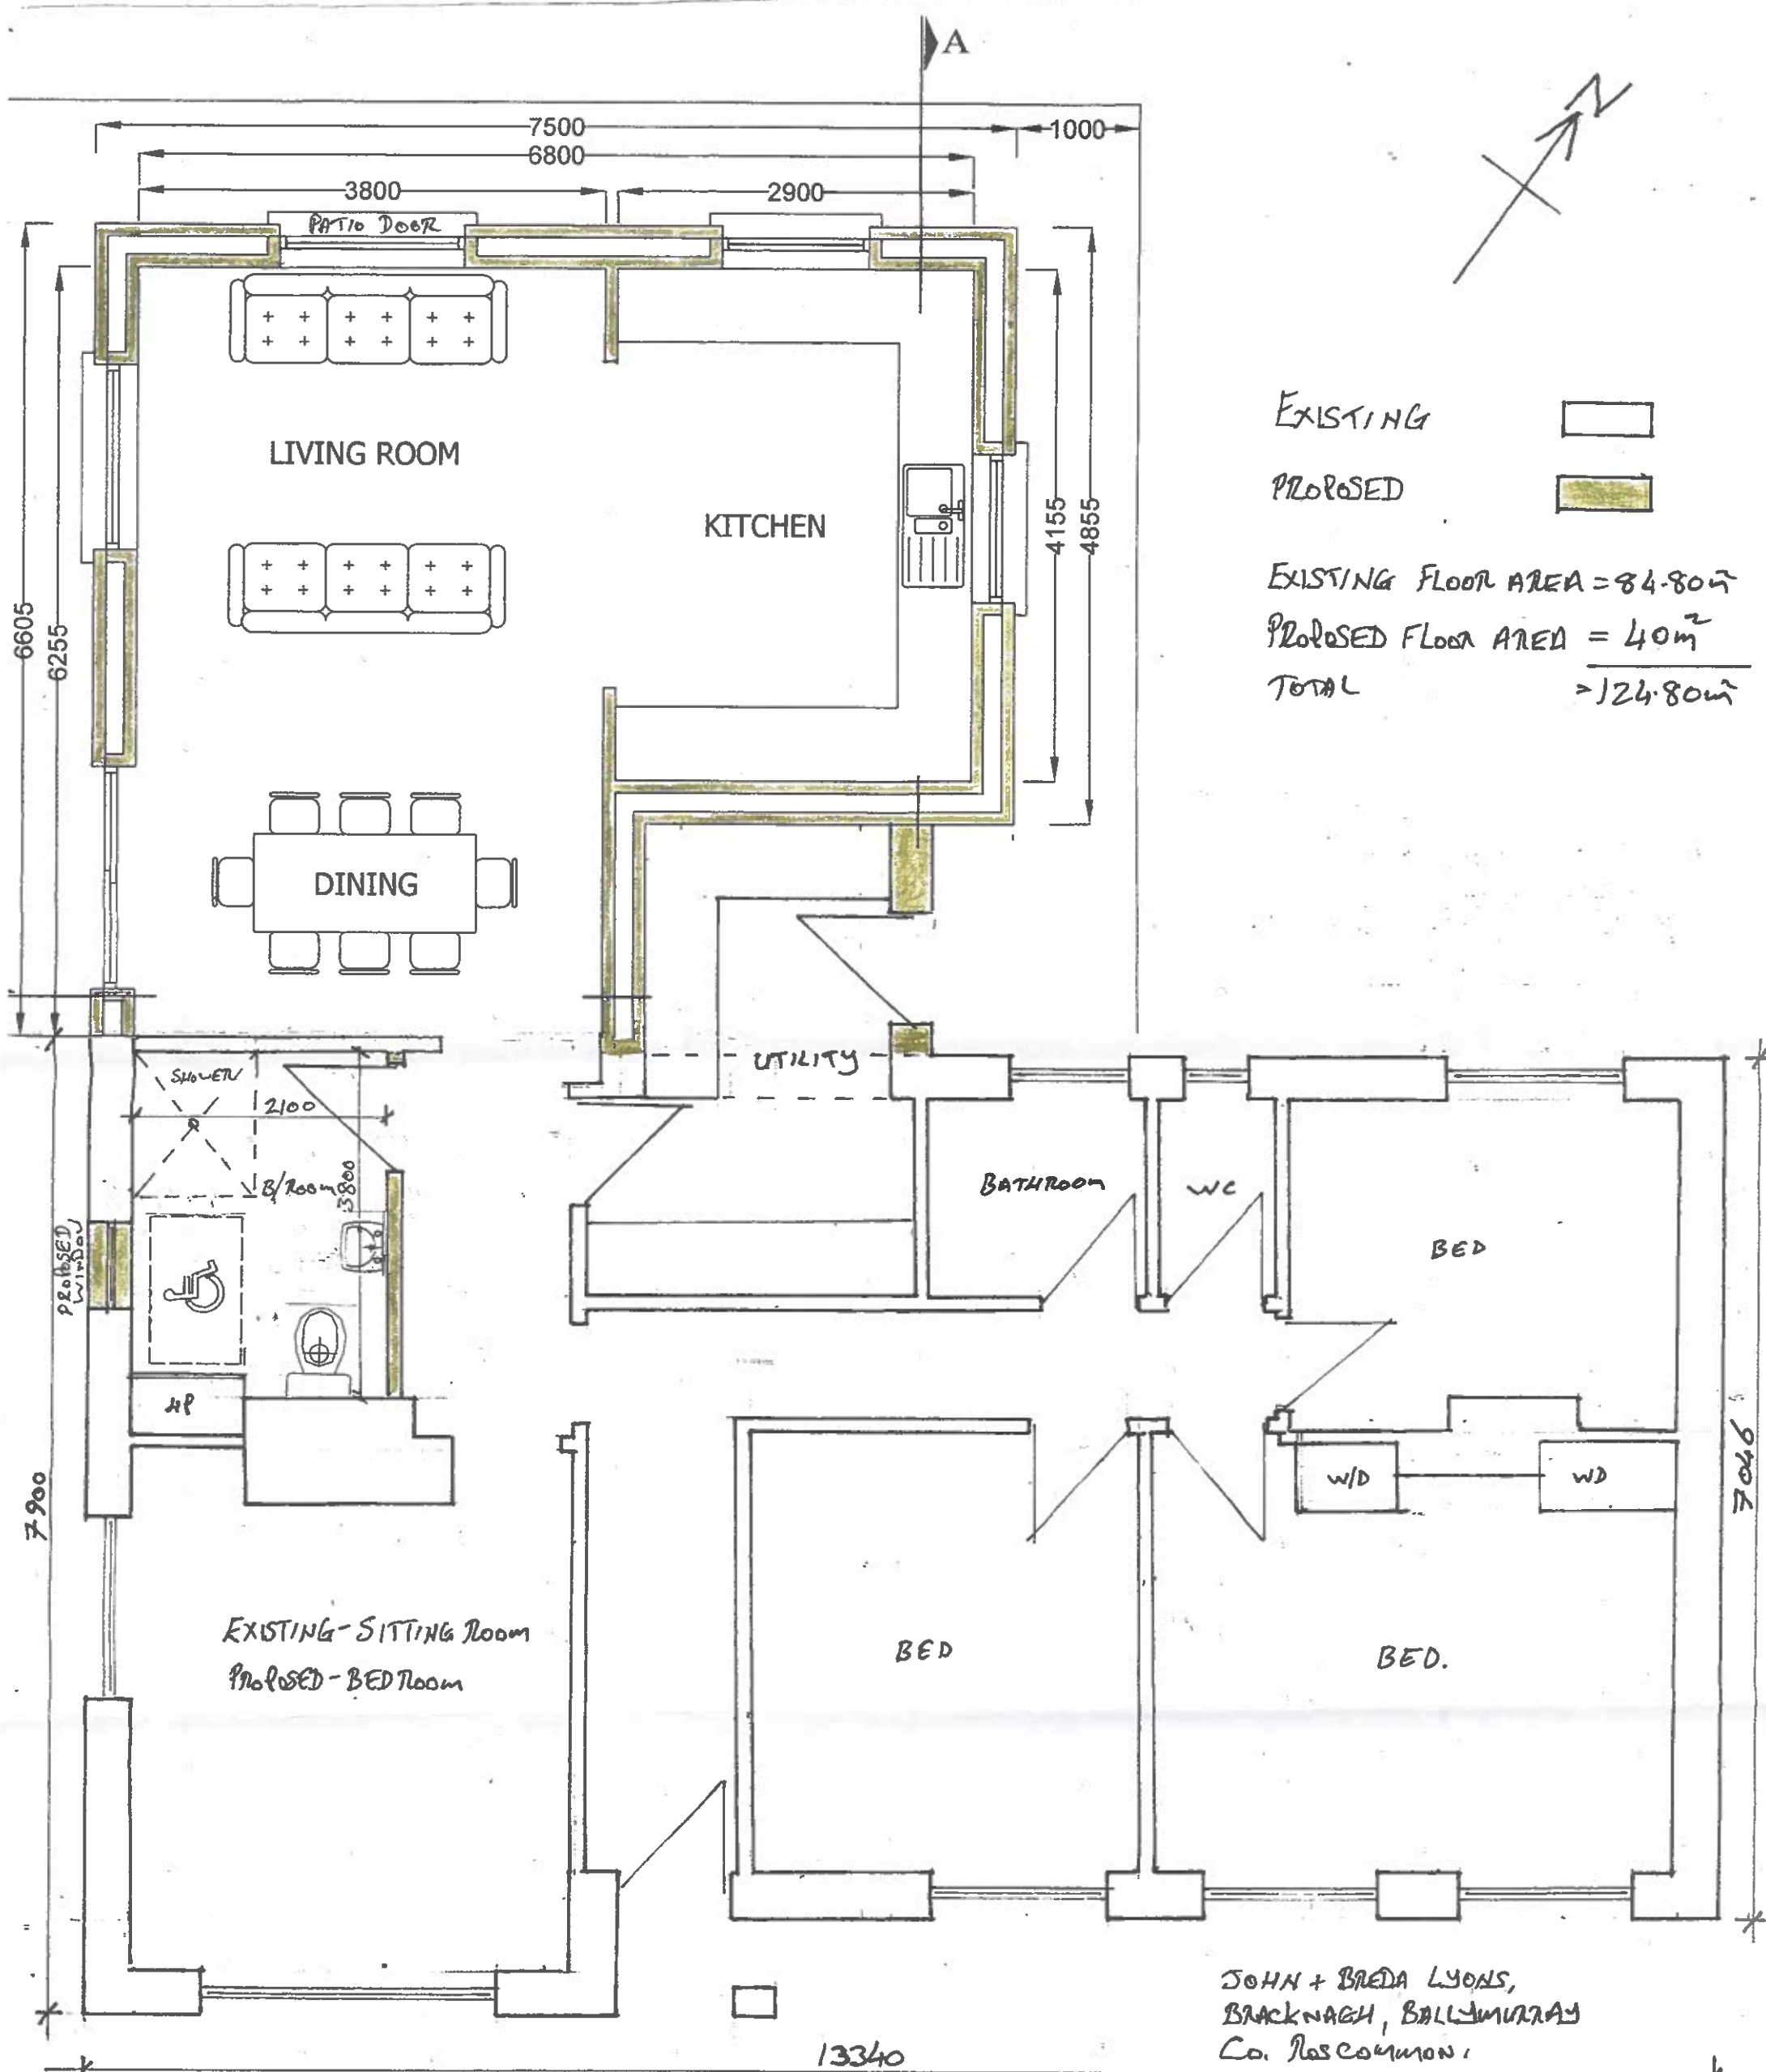 A
N
7500
1000
6800
3800
2900
PATIO DOOR
6605
6255
4155
4855
LIVING ROOM
KITCHEN
DINING
EXISTING
PROPOSED
EXISTING FLOOR AREA = 84.80m²
PROPOSED FLOOR AREA = 40m²
TOTAL =124.80m²
UTILITY
SHOWER
2100
B/ROOM
3800
PROPOSED
WINDOW
HP
BATHROOM
WC
BED
W/D
WD
7900
7046
EXISTING - SITTING ROOM
PROPOSED - BEDROOM
BED
BED.
JOHN + BREDA LYONS,
BRACKNAGH, BALLYMURRAY
Co. ROSCOMMON.
13340